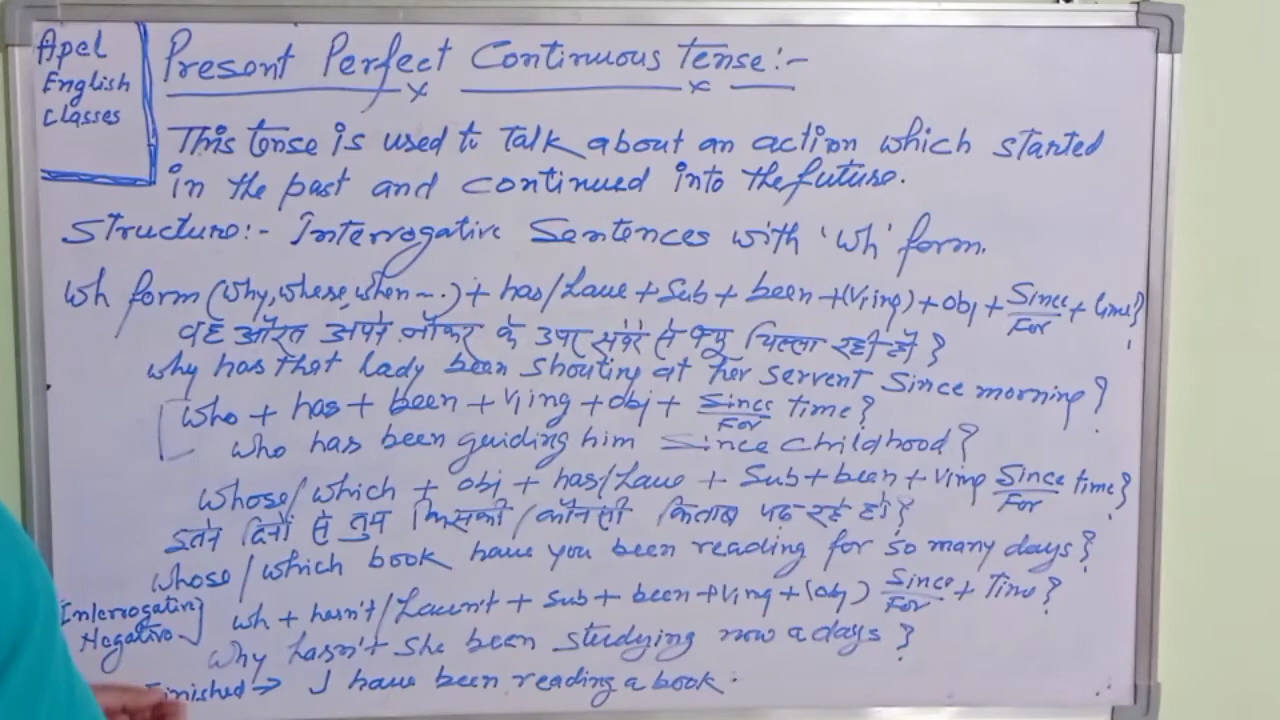 Apel
English
Classes
Present Perfect Continuous Tense:-
This tense is used to talk about an action which started
in the past and continued into the future.
Structure:- Interrogative Sentences with 'wh' form.
wh form (why, where, when ~.) + has/have + Sub + been + (V1ing) + obj + Since/For + time?
वह औरत अपने नौकर के उपर सवेरे से क्यु चिल्ला रही है ?
why has that lady been shouting at her servent since morning?
who + has + been + V1ing + obj + Since/For time?
who has been guiding him since childhood?
whose/which + obj + has/have + Sub + been + Ving Since/For time?
इतने दिनों से तुम किसकी/कौनसी किताब पढ रहे हो?
whose/which book have you been reading for so many days?
Interrogative
Negative
wh + hasn't/haven't + Sub + been + Ving + (obj) Since/For + Time?
why hasn't she been studying now a days ?
Finished → I have been reading a book.